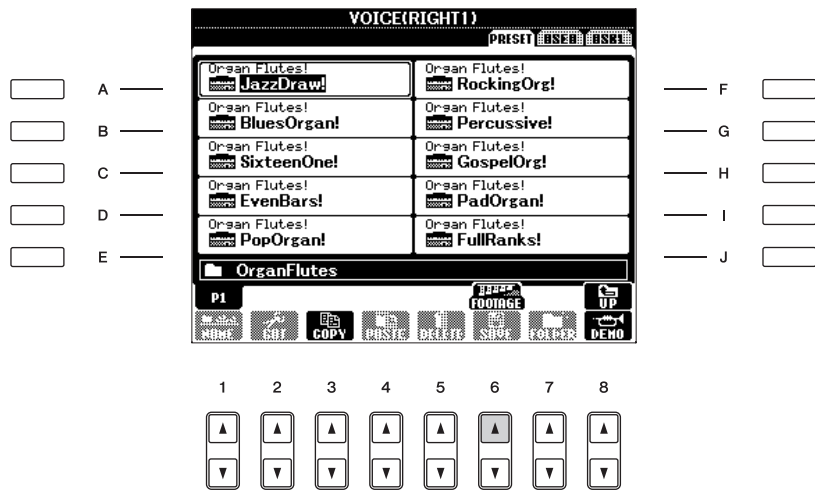 VOICE(RIGHT1)
PRESET USER USB1
A
Organ Flutes!
JazzDraw!
Organ Flutes!
RockingOrg!
F
B
Organ Flutes!
BluesOrgan!
Organ Flutes!
Percussive!
G
C
Organ Flutes!
SixteenOne!
Organ Flutes!
GospelOrg!
H
D
Organ Flutes!
EvenBars!
Organ Flutes!
PadOrgan!
I
E
Organ Flutes!
PopOrgan!
Organ Flutes!
FullRanks!
J
OrganFlutes
P1 FOOTAGE UP
NAME CUT COPY PASTE DELETE SAVE FOLDER DEMO
1 2 3 4 5 6 7 8